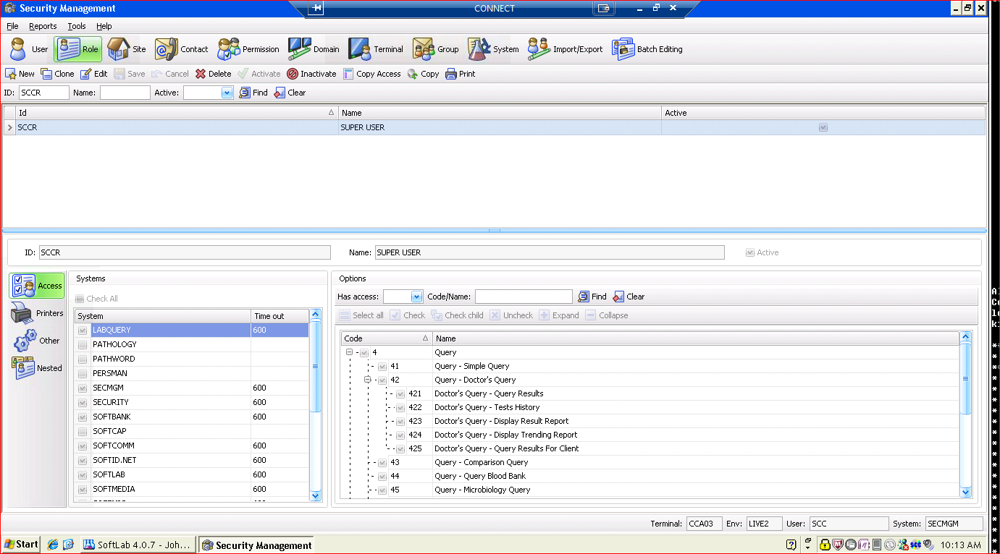 Security Management
CONNECT
File Reports Tools Help
User Role Site Contact Permission Domain Terminal Group System Import/Export Batch Editing
New Clone Edit Save Cancel Delete Activate Inactivate Copy Access Copy Print
ID: SCCR Name: Active: Find Clear
Id Name Active
SCCR SUPER USER
ID: SCCR Name: SUPER USER Active
Access
Printers
Other
Nested
Systems
Check All
System Time out
LABQUERY 600
PATHOLOGY
PATHWORD
PERSMAN
SECMGM 600
SECURITY 600
SOFTBANK 600
SOFTCAP
SOFTCOMM 600
SOFTID.NET 600
SOFTLAB 600
SOFTMEDIA 600
Options
Has access: Code/Name: Find Clear
Select all Check Check child Uncheck Expand Collapse
Code Name
4 Query
41 Query - Simple Query
42 Query - Doctor's Query
421 Doctor's Query - Query Results
422 Doctor's Query - Tests History
423 Doctor's Query - Display Result Report
424 Doctor's Query - Display Trending Report
425 Doctor's Query - Query Results For Client
43 Query - Comparison Query
44 Query - Query Blood Bank
45 Query - Microbiology Query
Terminal: CCA03 Env: LIVE2 User: SCC System: SECMGM
Start SoftLab 4.0.7 - Joh... Security Management scc 10:13 AM